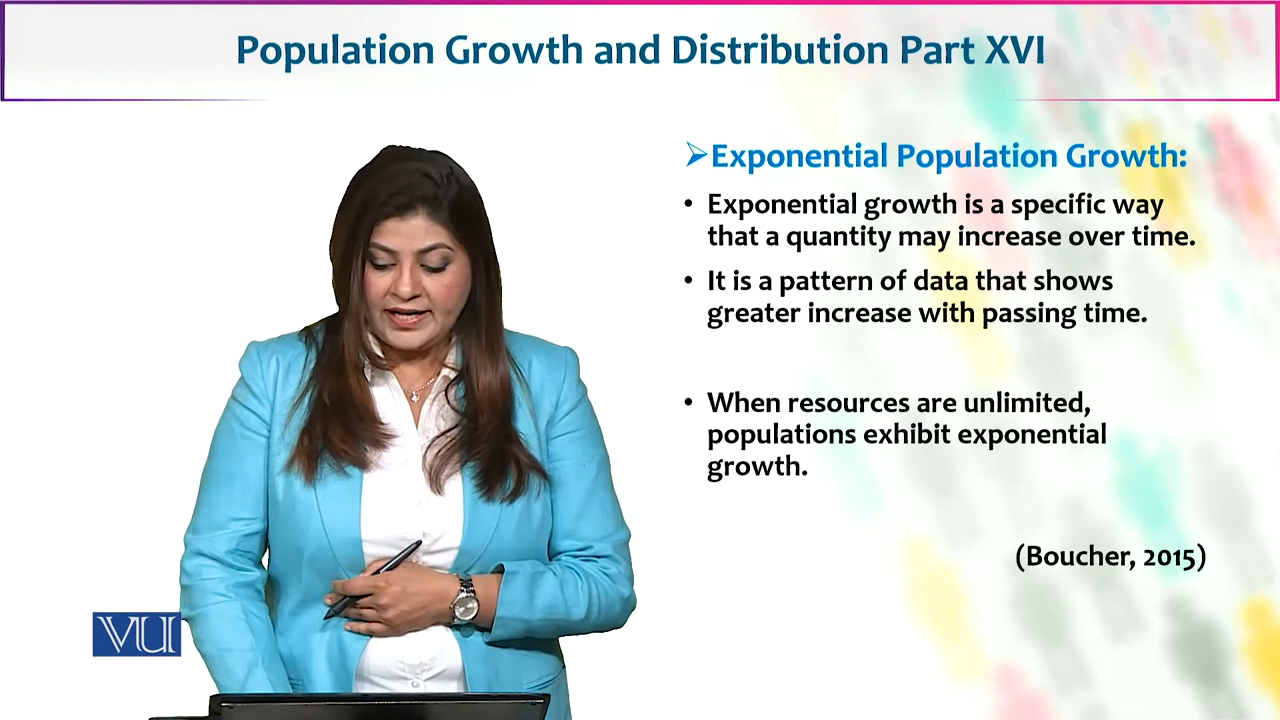 Population Growth and Distribution Part XVI
➢Exponential Population Growth:
• Exponential growth is a specific way
that a quantity may increase over time.
• It is a pattern of data that shows
greater increase with passing time.
• When resources are unlimited,
populations exhibit exponential
growth.
(Boucher, 2015)
VU